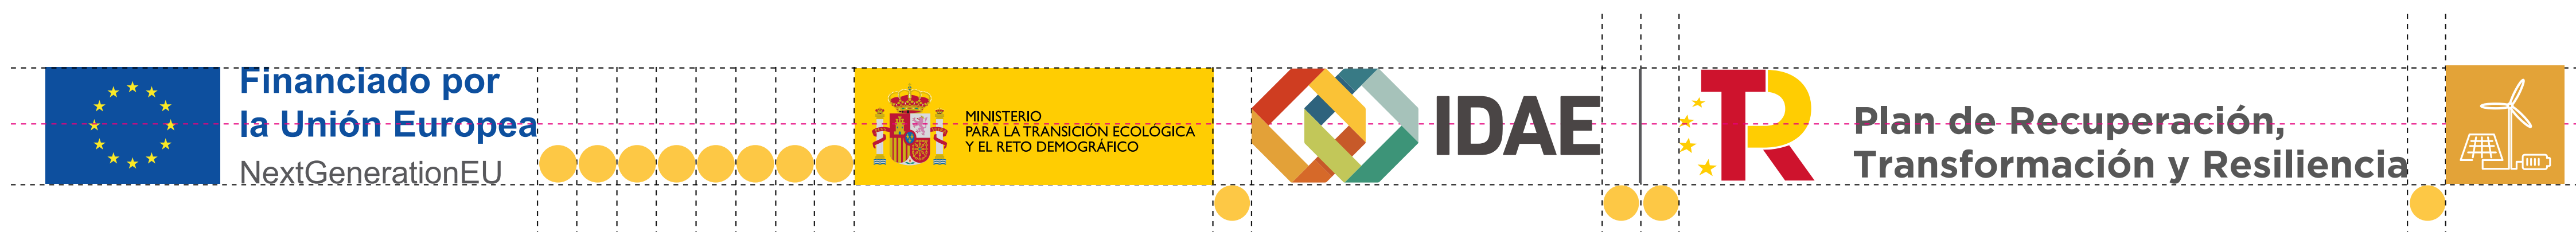 Financiado por
la Unión Europea
NextGenerationEU
MINISTERIO
PARA LA TRANSICIÓN ECOLÓGICA
Y EL RETO DEMOGRÁFICO
IDAE
TR
Plan de Recuperación,
Transformación y Resiliencia